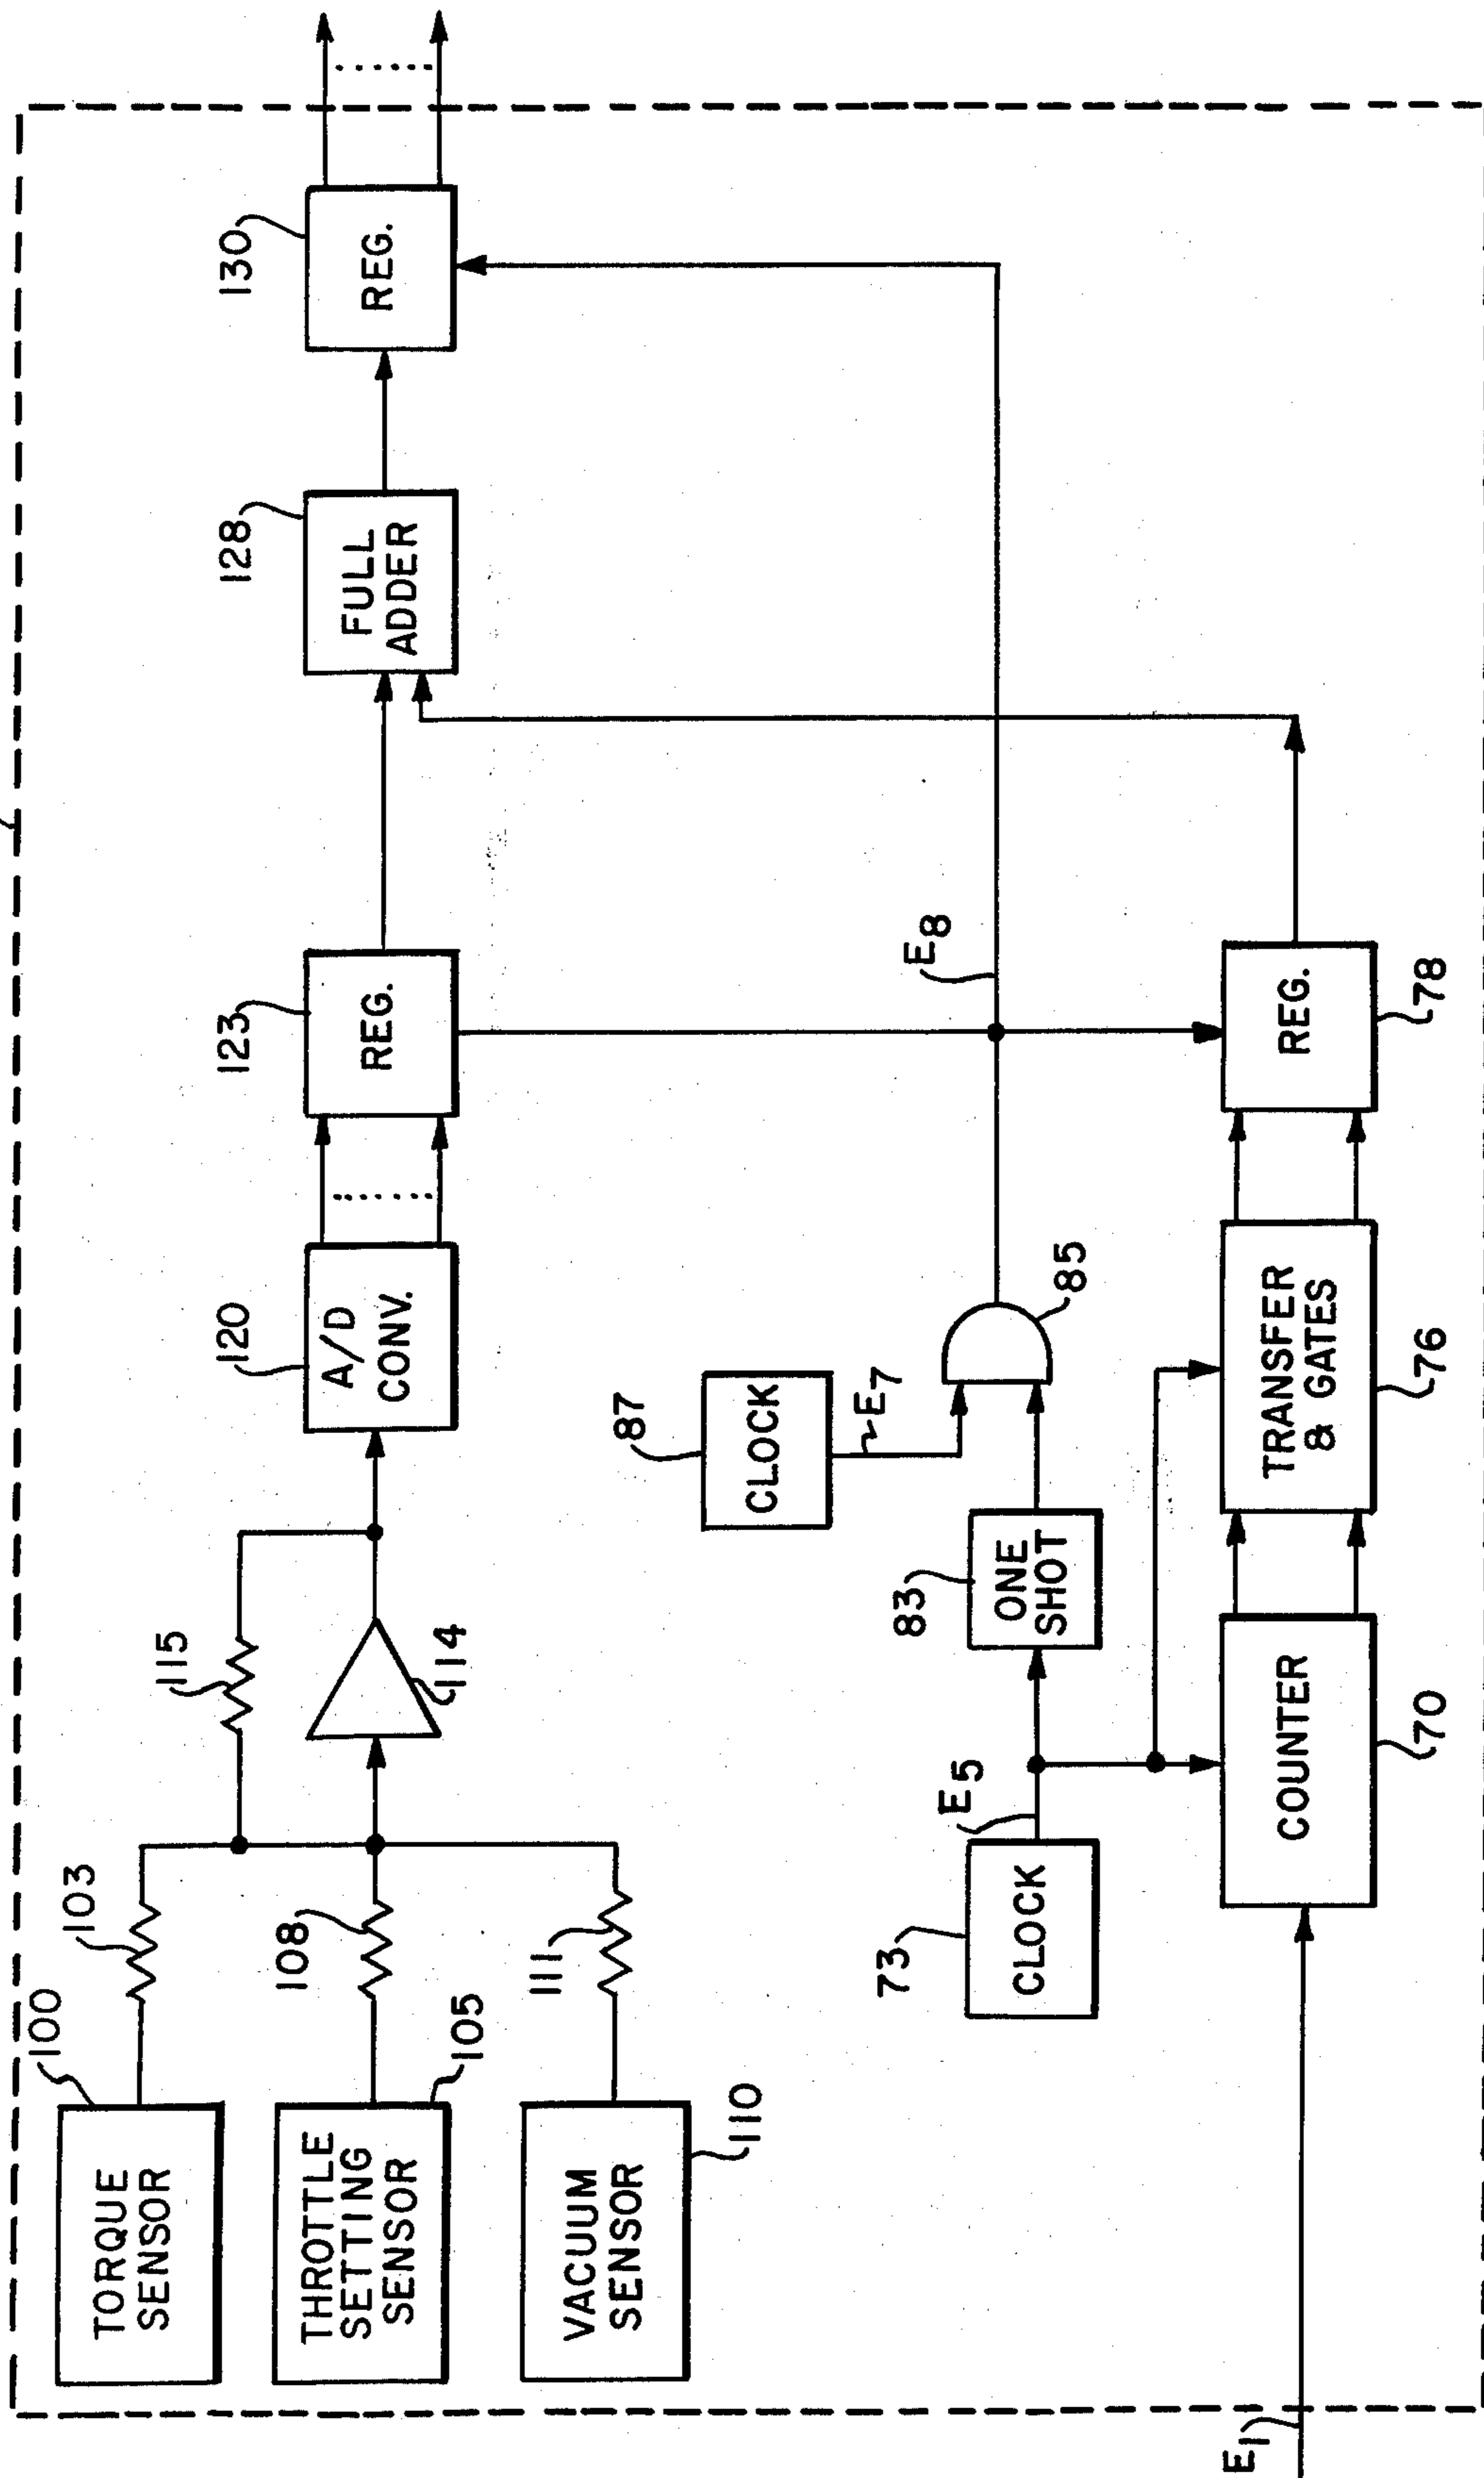 100
TORQUE
SENSOR
103
115
THROTTLE
SETTING
SENSOR
105
108
114
VACUUM
SENSOR
110
111
120
A/D
CONV.
123
REG.
128
FULL
ADDER
130
REG.
87
CLOCK
E7
85
E8
73
CLOCK
E5
83
ONE
SHOT
E1
COUNTER
70
TRANSFER
& GATES
76
REG.
78